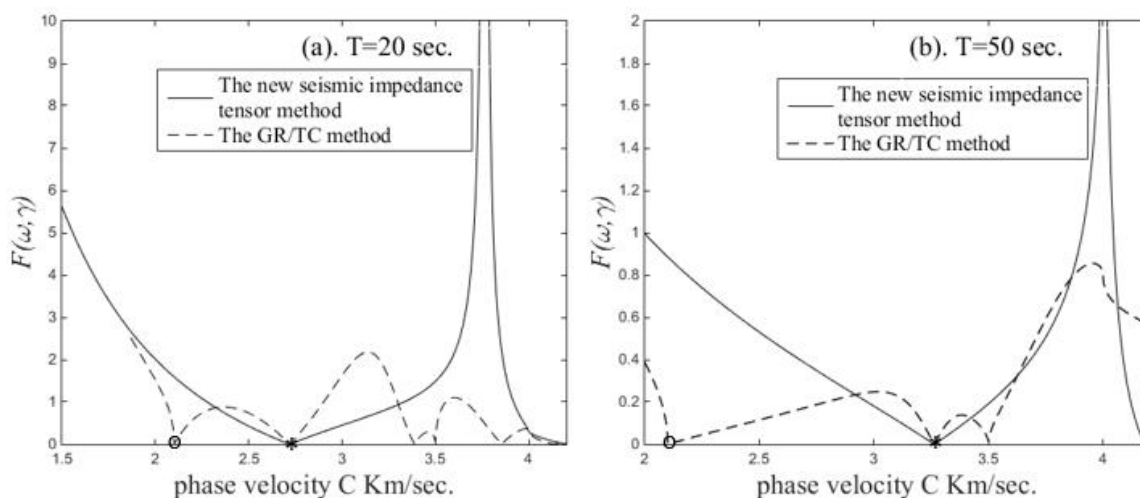 10
9
8
7
6
5
4
3
2
1
0
F(ω,γ)
(a). T=20 sec.
The new seismic impedance
tensor method
The GR/TC method
1.5 2 2.5 3 3.5 4
phase velocity C Km/sec.
2
1.8
1.6
1.4
1.2
1
0.8
0.6
0.4
0.2
0
F(ω,γ)
(b). T=50 sec.
The new seismic impedance
tensor method
The GR/TC method
2 2.5 3 3.5 4
phase velocity C Km/sec.